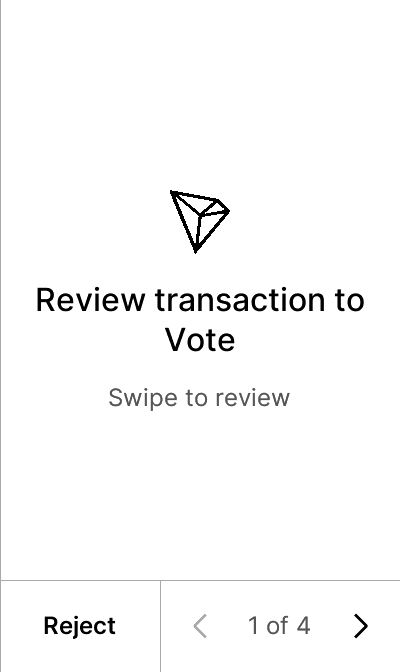 Review transaction to
Vote
Swipe to review
Reject
1 of 4